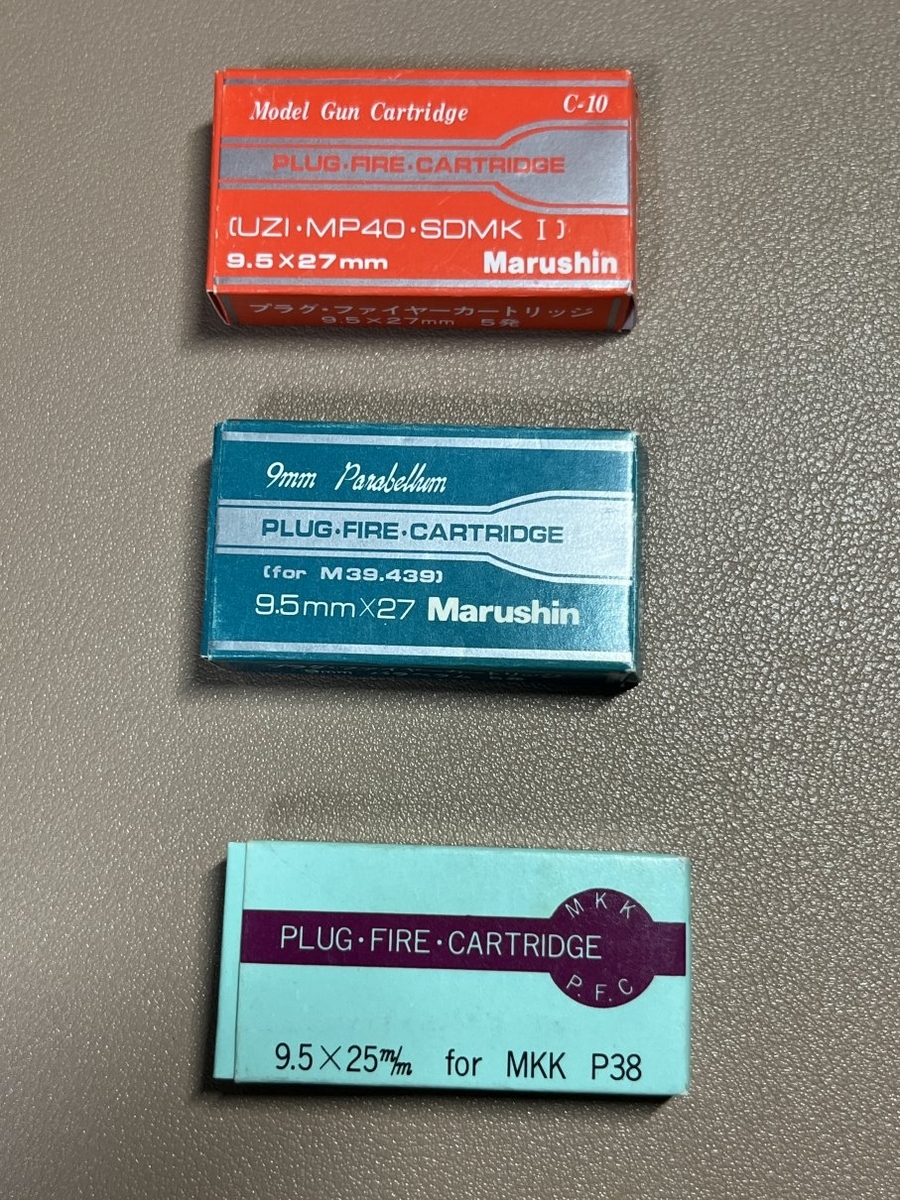 Model Gun Cartridge C-10
PLUG·FIRE·CARTRIDGE
(UZI·MP40·SDMK I)
9.5×27mm Marushin
プラグ・ファイヤーカートリッジ
9.5×27mm 5発
9mm Parabellum
PLUG·FIRE·CARTRIDGE
(for M39.439)
9.5mm×27 Marushin
MKK
PLUG·FIRE·CARTRIDGE
P.F.C
9.5×25m/m for MKK P38